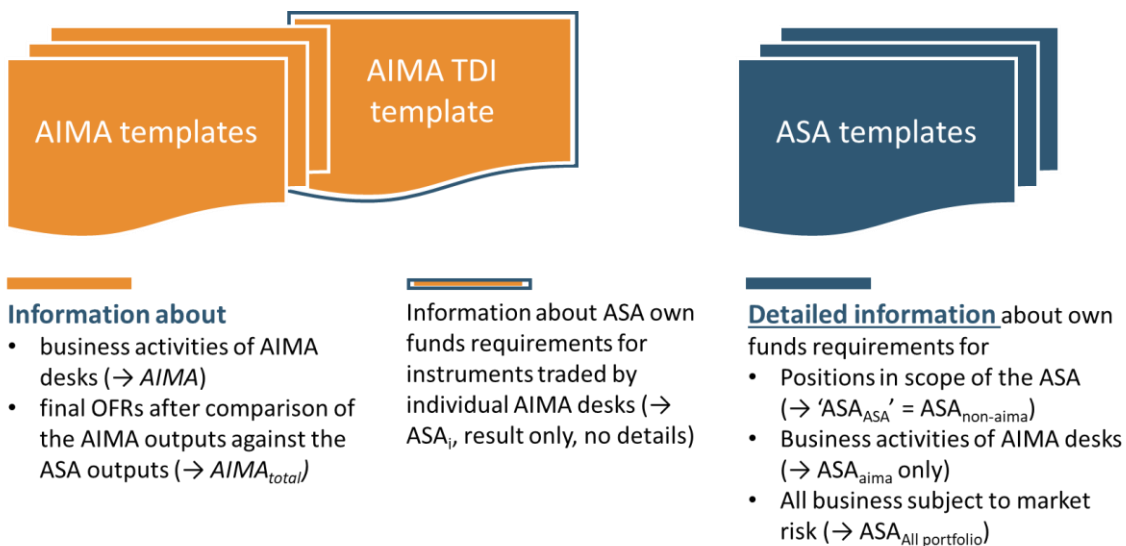 AIMA templates
AIMA TDI
template
ASA templates
Information about
• business activities of AIMA
desks (→ AIMA)
• final OFRs after comparison of
the AIMA outputs against the
ASA outputs (→ AIMAtotal)
Information about ASA own
funds requirements for
instruments traded by
individual AIMA desks (→
ASAi, result only, no details)
Detailed information about own
funds requirements for
• Positions in scope of the ASA
(→ ‘ASAASA’ = ASAnon-aima)
• Business activities of AIMA desks
(→ ASAaima only)
• All business subject to market
risk (→ ASAAll portfolio)